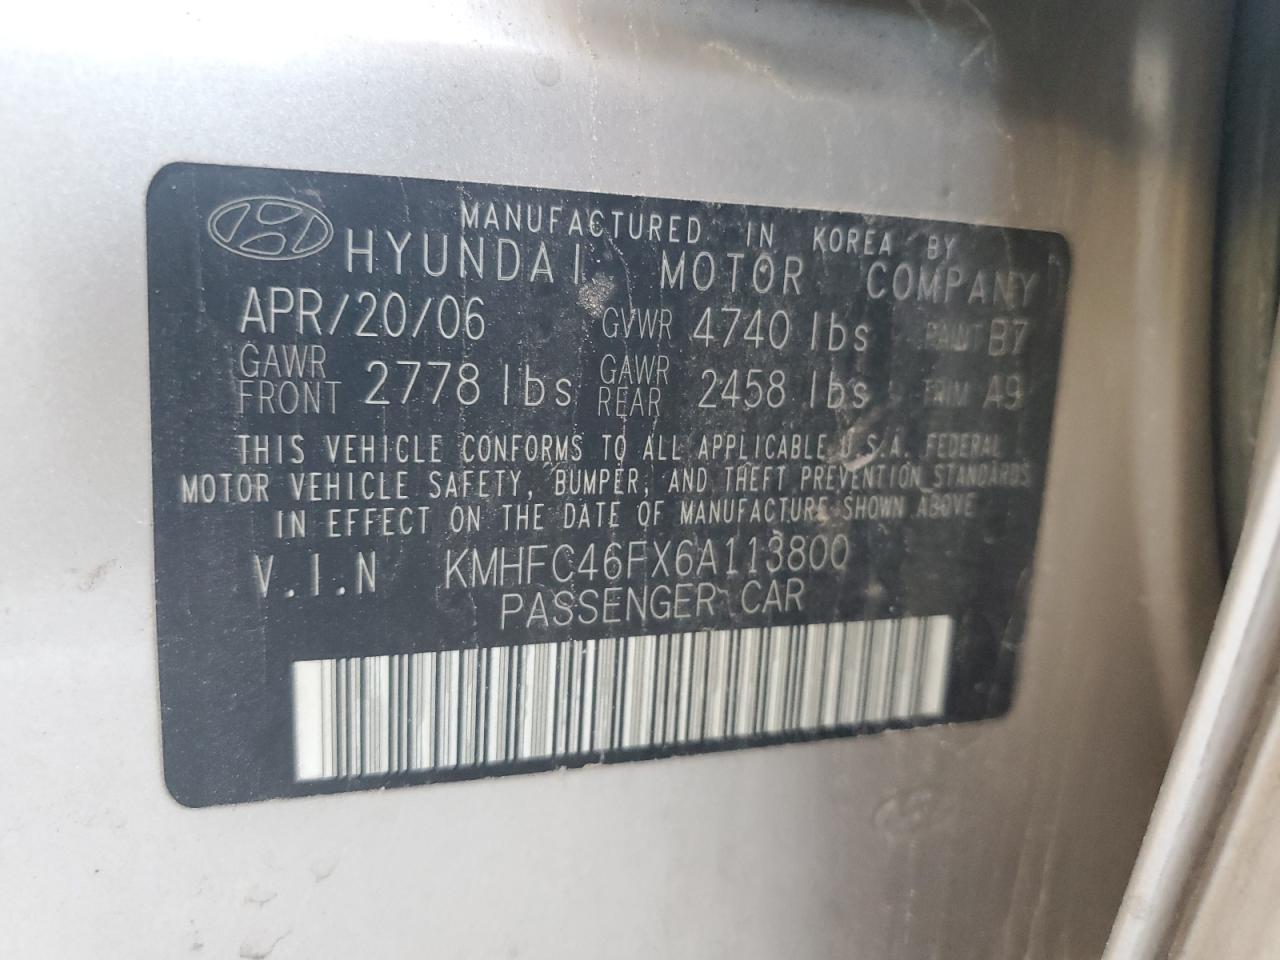 MANUFACTURED IN KOREA BY
HYUNDAI MOTOR COMPANY
APR/20/06 GVWR 4740 lbs PAINT B7
GAWR FRONT 2778 lbs GAWR REAR 2458 lbs TRIM A9
THIS VEHICLE CONFORMS TO ALL APPLICABLE U.S.A. FEDERAL
MOTOR VEHICLE SAFETY, BUMPER, AND THEFT PREVENTION STANDARDS
IN EFFECT ON THE DATE OF MANUFACTURE SHOWN ABOVE
V.I.N KMHFC46FX6A113800
PASSENGER CAR